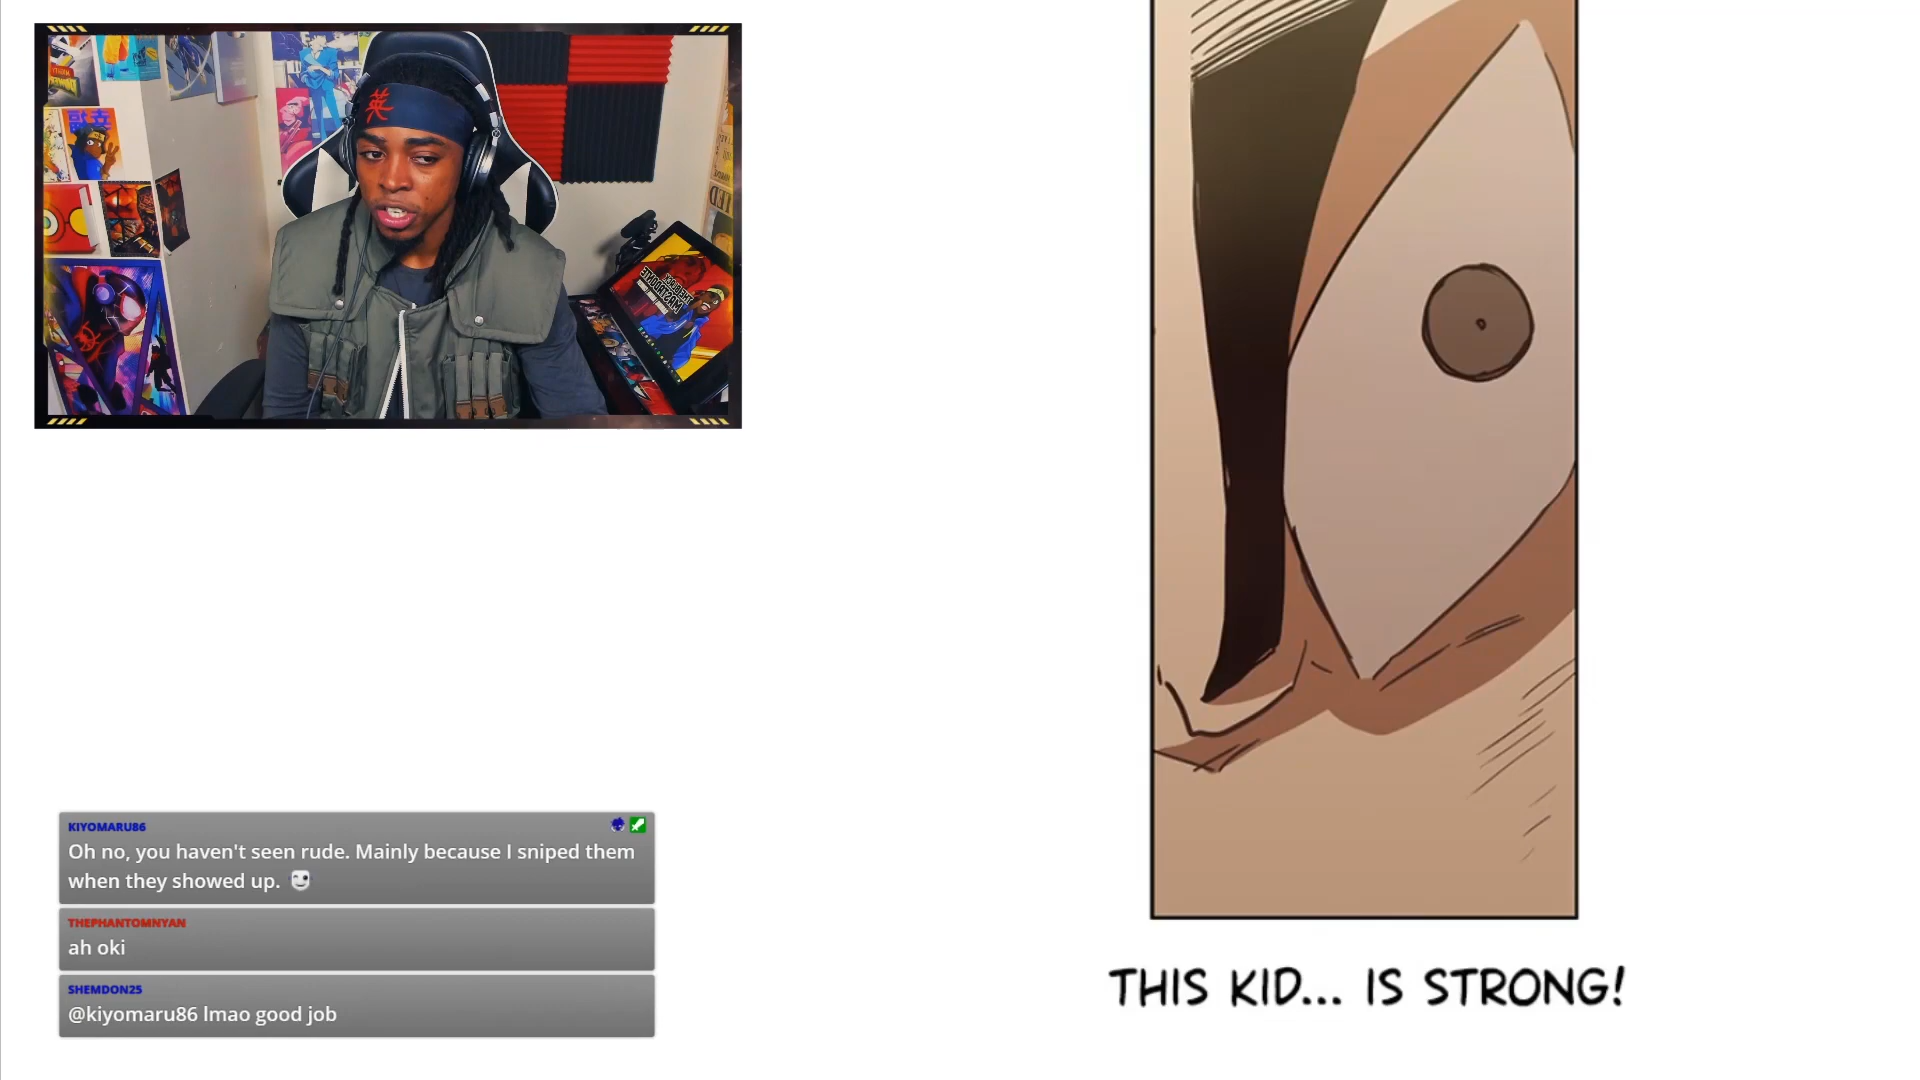 英
KIYOMARU86
Oh no, you haven't seen rude. Mainly because I sniped them
when they showed up.
THEPHANTOMNYAN
ah oki
SHEMDON25
@kiyomaru86 lmao good job
THIS KID... IS STRONG!